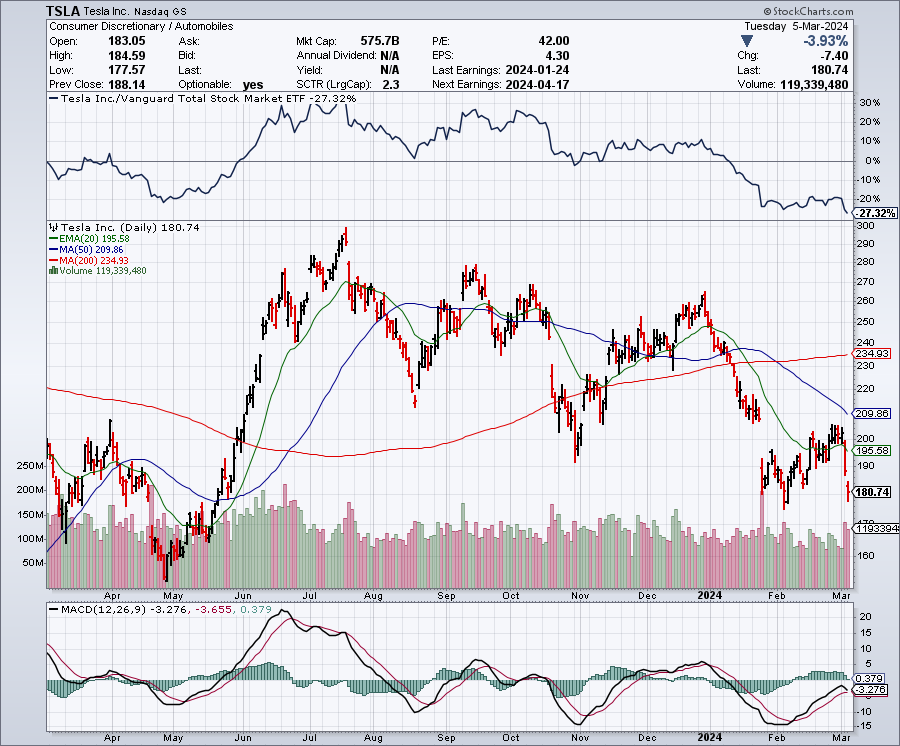 TSLA Tesla Inc. Nasdaq GS
@StockCharts.com
Consumer Discretionary / Automobiles
Tuesday 5-Mar-2024
Open: 183.05 Ask: Mkt Cap: 575.7B P/E: 42.00 ▼ -3.93%
High: 184.59 Bid: Annual Dividend: N/A EPS: 4.30 Chg: -7.40
Low: 177.57 Last: Yield: N/A Last Earnings: 2024-01-24 Last: 180.74
Prev Close: 188.14 Optionable: yes SCTR (LrgCap): 2.3 Next Earnings: 2024-04-17 Volume: 119,339,480
Tesla Inc./Vanguard Total Stock Market ETF -27.32%
30%
20%
10%
0%
-10%
-20%
-27.32%
Tesla Inc. (Daily) 180.74
EMA(20) 195.58
MA(50) 209.86
MA(200) 234.93
Volume 119,339,480
300
290
280
270
260
250
240
234.93
230
220
209.86
200
195.58
190
180.74
170
11933948
160
250M
200M
150M
100M
50M
Apr May Jun Jul Aug Sep Oct Nov Dec 2024 Feb Mar
MACD(12,26,9) -3.276, -3.655, 0.379
20
15
10
5
0.379
-3.276
-10
-15
Apr May Jun Jul Aug Sep Oct Nov Dec 2024 Feb Mar